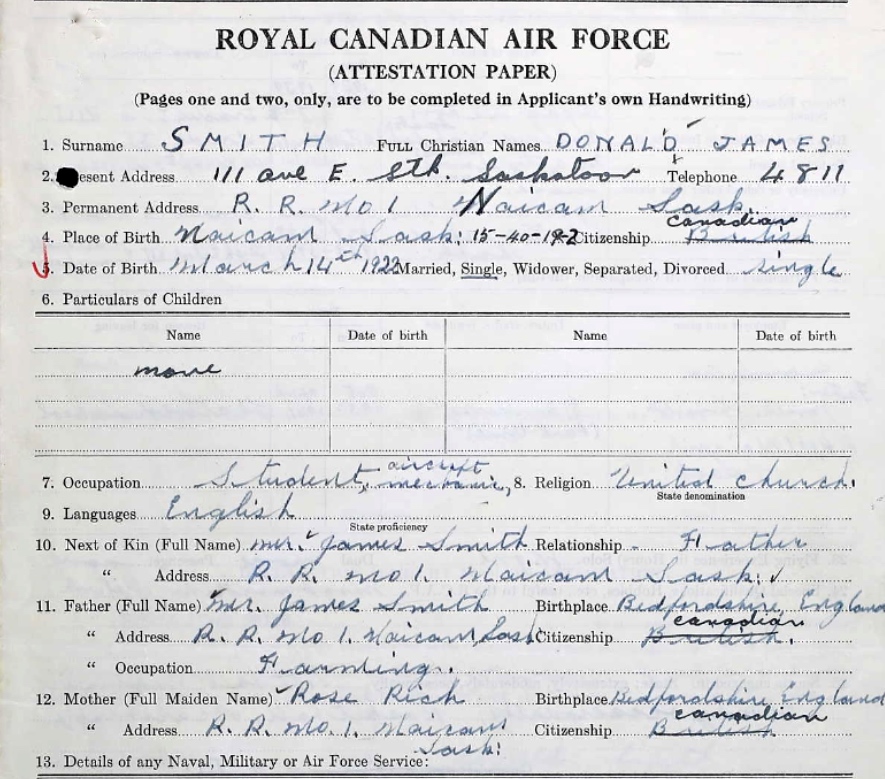 ROYAL CANADIAN AIR FORCE
(ATTESTATION PAPER)
(Pages one and two, only, are to be completed in Applicant's own Handwriting)
1. Surname SMITH FULL Christian Names DONALD JAMES
2. esent Address 111 ave E. Sth. Saskatoon Telephone 4811
3. Permanent Address R. R. No 1 Naicam Sask.
4. Place of Birth Naicam Sask: 15-40-19-2 Citizenship British Canadian
5. Date of Birth March 14th 1922 Married, Single, Widower, Separated, Divorced single
6. Particulars of Children
Name Date of birth Name Date of birth
none
7. Occupation Student, aircraft mechanic, 8. Religion United church.
State denomination
9. Languages English
State proficiency
10. Next of Kin (Full Name) Mr. James Smith Relationship Father
" Address R. R. No 1. Naicam Sask.
11. Father (Full Name) Mr. James Smith Birthplace Bedfordshire, England
" Address R. R. No 1. Naicam, Sask. Citizenship British. canadian
" Occupation Farming.
12. Mother (Full Maiden Name) Rose Rich Birthplace Bedfordshire, England
" Address R. R. No. 1. Naicam Sask: Citizenship British canadian
13. Details of any Naval, Military or Air Force Service: